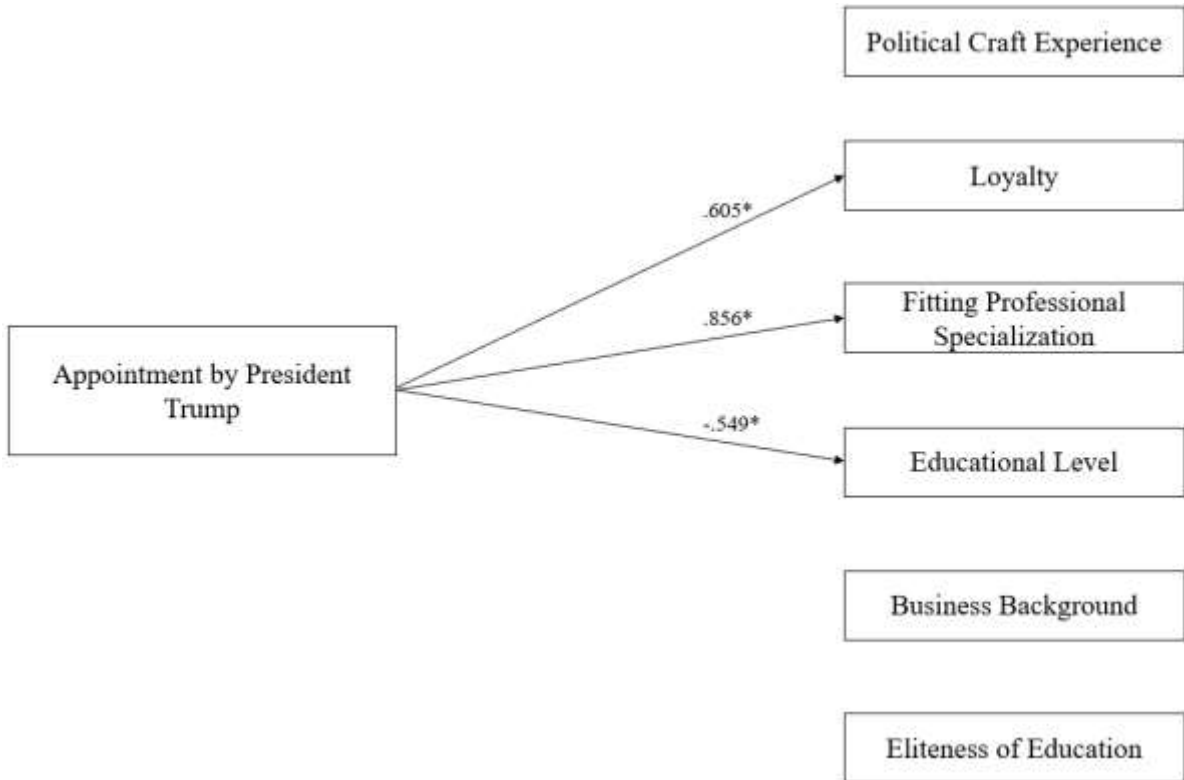 Political Craft Experience
Loyalty
.605*
Fitting Professional
Specialization
.856*
Appointment by President
Trump
-.549*
Educational Level
Business Background
Eliteness of Education